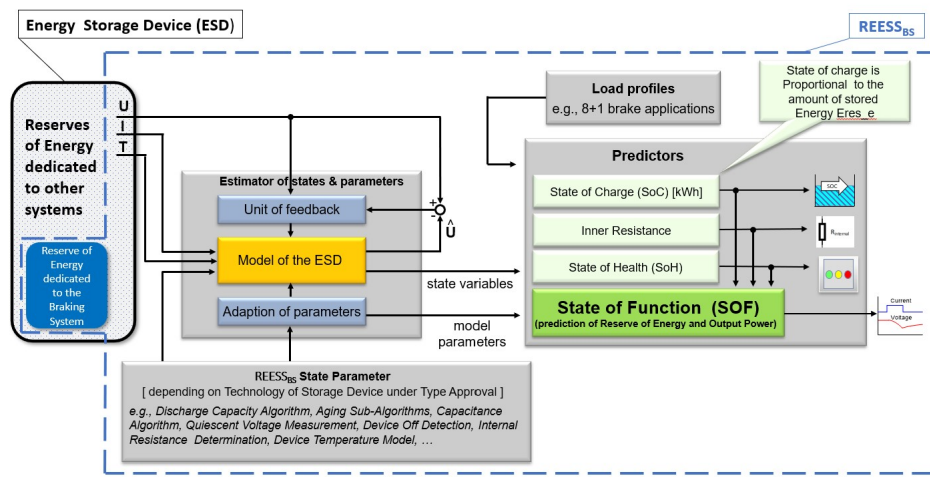 Energy Storage Device (ESD)
REESS_BS
U
I
T
Reserves
of Energy
dedicated
to other
systems
Reserve of
Energy
dedicated
to the
Braking
System
Load profiles
e.g., 8+1 brake applications
State of charge is
Proportional to the
amount of stored
Energy Eres_e
Estimator of states & parameters
Unit of feedback
+
-
Û
Model of the ESD
Adaption of parameters
state variables
model
parameters
Predictors
State of Charge (SoC) [kWh]
SOC
Inner Resistance
R_internal
State of Health (SoH)
State of Function (SOF)
(prediction of Reserve of Energy and Output Power)
Current
Voltage
REESS_BS State Parameter
[ depending on Technology of Storage Device under Type Approval ]
e.g., Discharge Capacity Algorithm, Aging Sub-Algorithms, Capacitance
Algorithm, Quiescent Voltage Measurement, Device Off Detection, Internal
Resistance Determination, Device Temperature Model, …